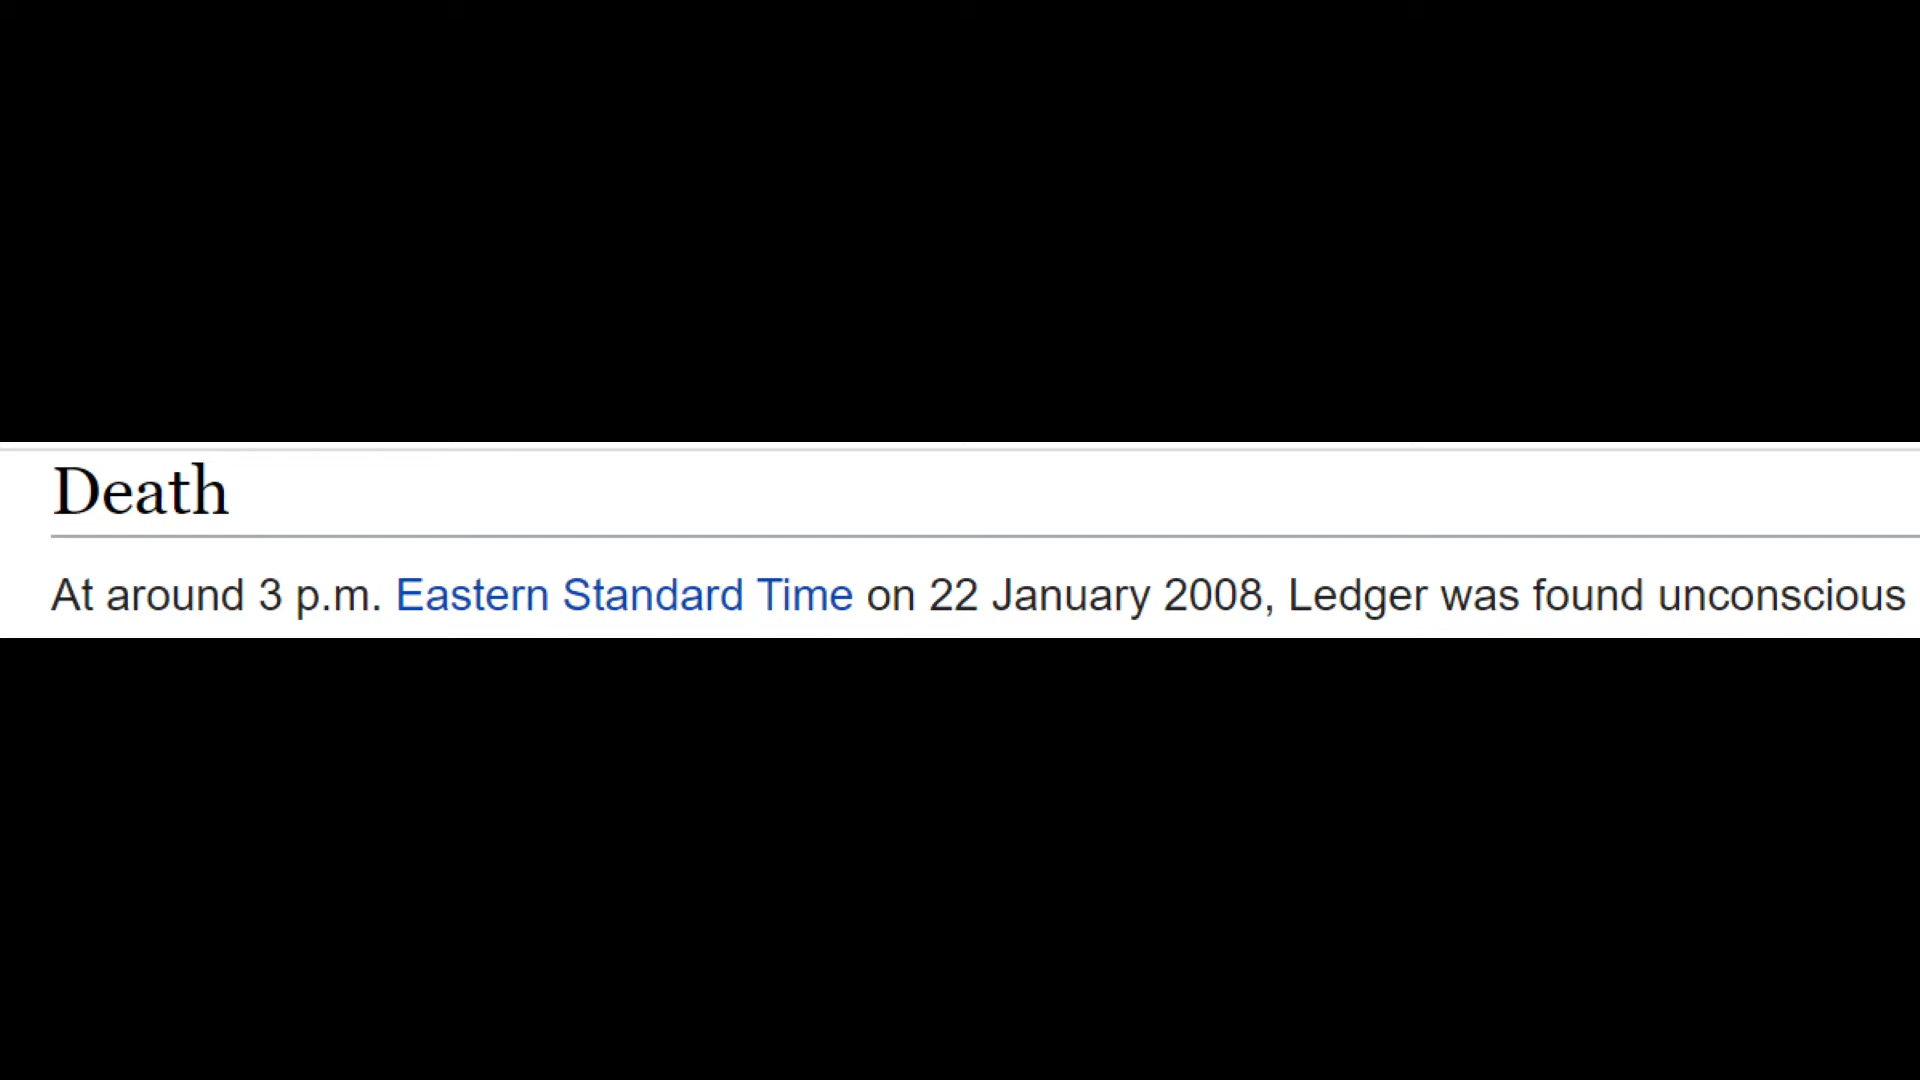 Death
At around 3 p.m. Eastern Standard Time on 22 January 2008, Ledger was found unconscious